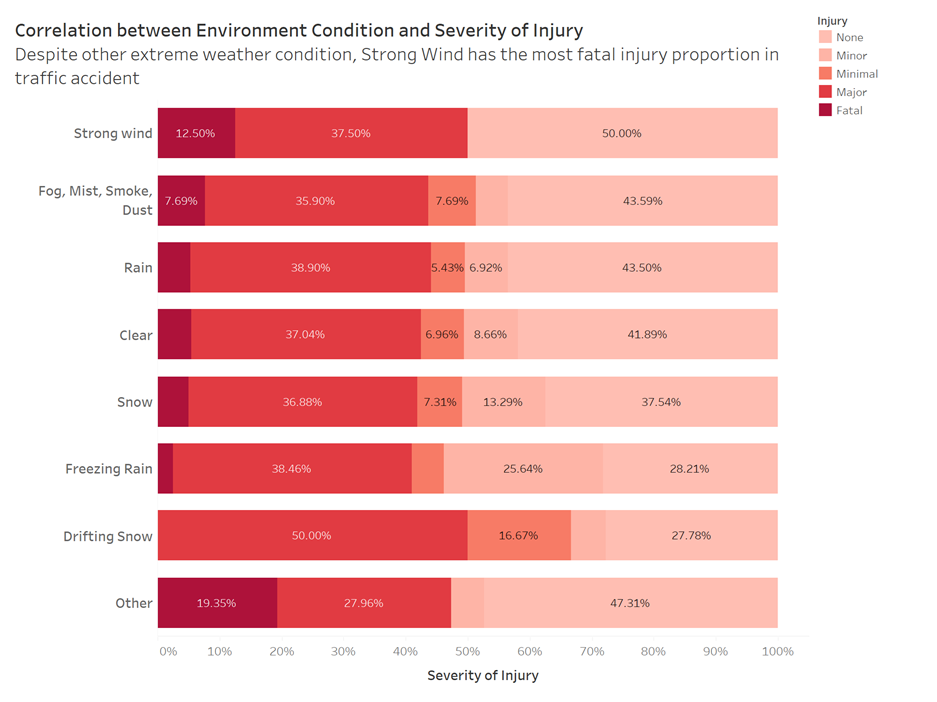 Correlation between Environment Condition and Severity of Injury
Despite other extreme weather condition, Strong Wind has the most fatal injury proportion in
traffic accident
Injury
None
Minor
Minimal
Major
Fatal
Strong wind
12.50%
37.50%
50.00%
Fog, Mist, Smoke,
Dust
7.69%
35.90%
7.69%
43.59%
Rain
38.90%
5.43%
6.92%
43.50%
Clear
37.04%
6.96%
8.66%
41.89%
Snow
36.88%
7.31%
13.29%
37.54%
Freezing Rain
38.46%
25.64%
28.21%
Drifting Snow
50.00%
16.67%
27.78%
Other
19.35%
27.96%
47.31%
0%
10%
20%
30%
40%
50%
60%
70%
80%
90%
100%
Severity of Injury